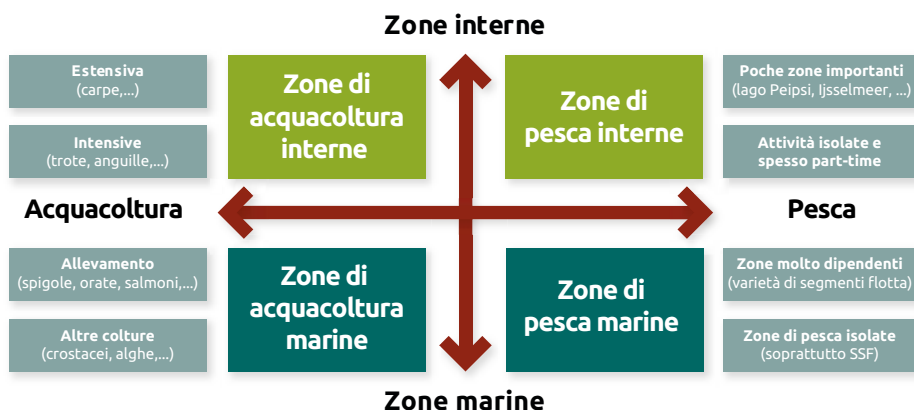 Zone interne
Estensiva
(carpe,...)
Intensive
(trote, anguille,...)
Zone di
acquacoltura
interne
Zone di
pesca interne
Poche zone importanti
(lago Peipsi, Ijsselmeer, ...)
Attività isolate e
spesso part-time
Acquacoltura
Pesca
Allevamento
(spigole, orate, salmoni,...)
Altre colture
(crostacei, alghe,...)
Zone di
acquacoltura
marine
Zone di
pesca marine
Zone molto dipendenti
(varietà di segmenti flotta)
Zone di pesca isolate
(soprattutto SSF)
Zone marine